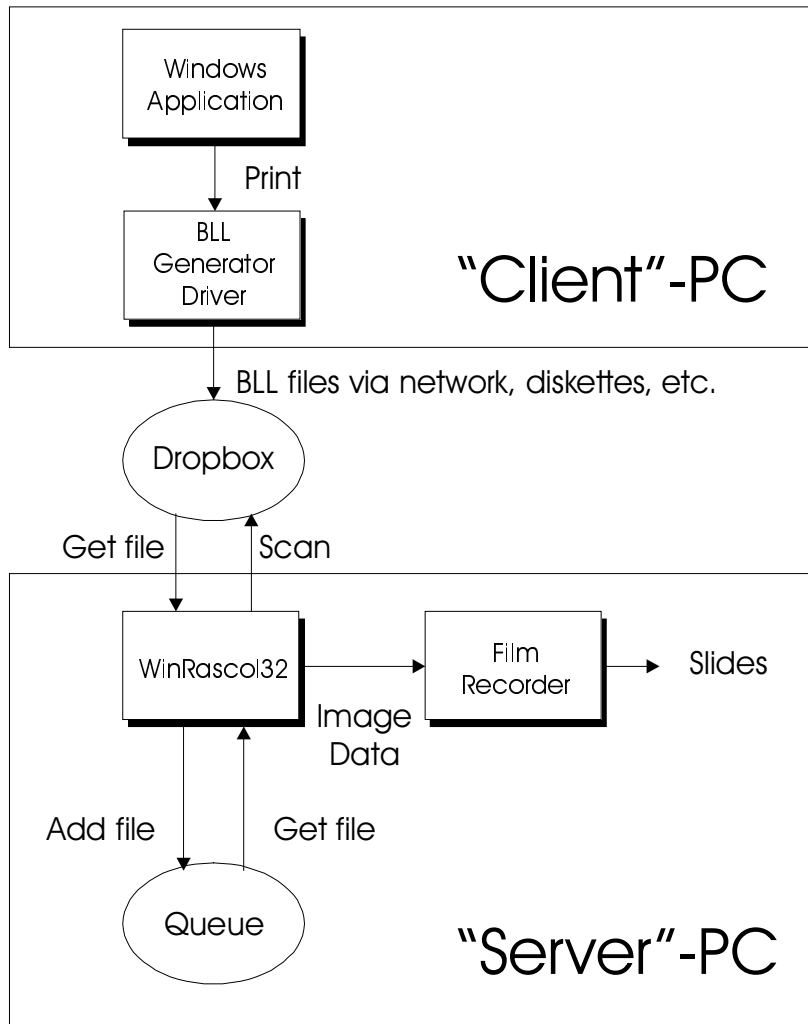 Windows
Application
Print
BLL
Generator
Driver
“Client”-PC
BLL files via network, diskettes, etc.
Dropbox
Get file
Scan
WinRascol32
Film
Recorder
Slides
Image
Data
Add file
Get file
Queue
“Server”-PC